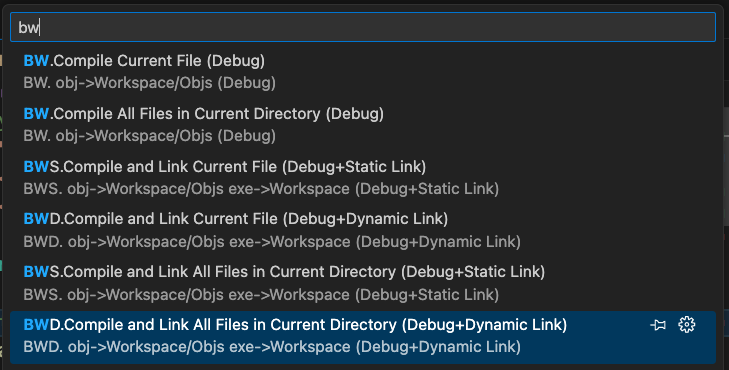 bw
BW.Compile Current File (Debug)
BW. obj->Workspace/Objs (Debug)
BW.Compile All Files in Current Directory (Debug)
BW. obj->Workspace/Objs (Debug)
BWS.Compile and Link Current File (Debug+Static Link)
BWS. obj->Workspace/Objs exe->Workspace (Debug+Static Link)
BWD.Compile and Link Current File (Debug+Dynamic Link)
BWD. obj->Workspace/Objs exe->Workspace (Debug+Dynamic Link)
BWS.Compile and Link All Files in Current Directory (Debug+Static Link)
BWS. obj->Workspace/Objs exe->Workspace (Debug+Static Link)
BWD.Compile and Link All Files in Current Directory (Debug+Dynamic Link)
BWD. obj->Workspace/Objs exe->Workspace (Debug+Dynamic Link)